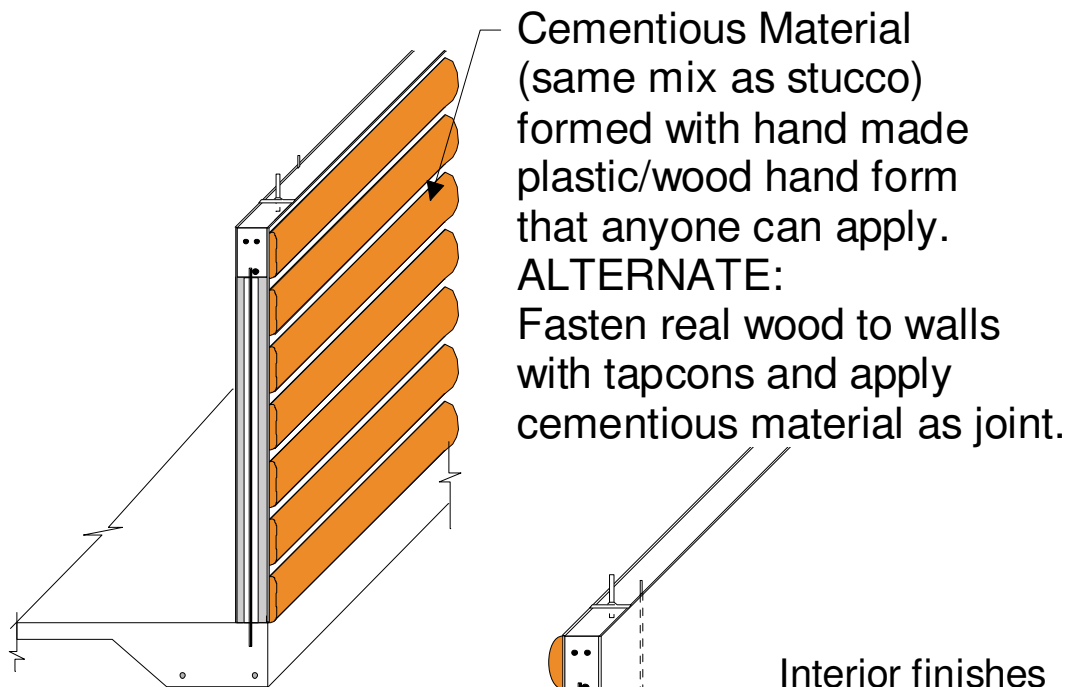 Cementious Material
(same mix as stucco)
formed with hand made
plastic/wood hand form
that anyone can apply.
ALTERNATE:
Fasten real wood to walls
with tapcons and apply
cementious material as joint.
Interior finishes